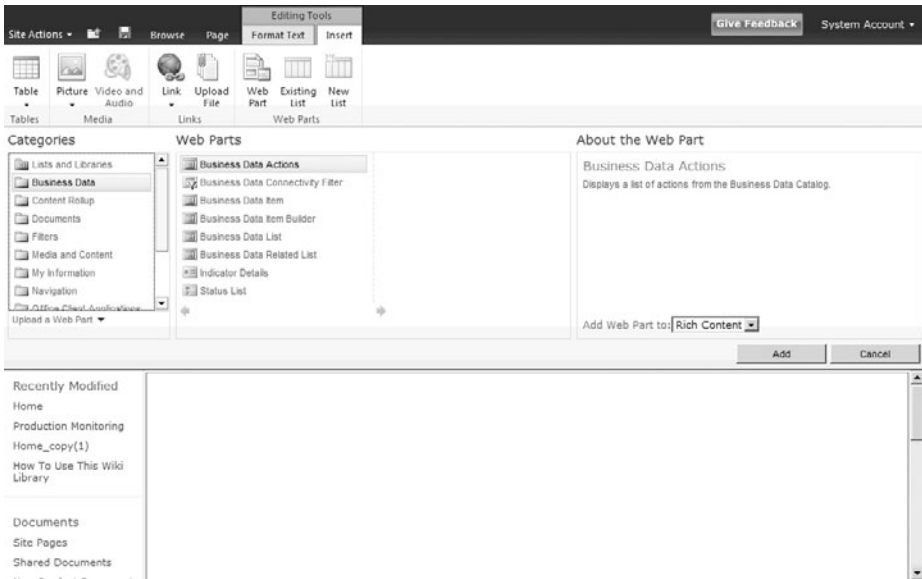 Editing Tools
Give Feedback
System Account
Site Actions
Browse
Page
Format Text
Insert
Table
Picture
Video and Audio
Link
Upload File
Web Part
Existing List
New List
Tables
Media
Links
Web Parts
Categories
Web Parts
About the Web Part
Lists and Libraries
Business Data
Content Rollup
Documents
Filters
Media and Content
My Information
Navigation
Office Client Applications
Upload a Web Part
Business Data Actions
Business Data Connectivity Filter
Business Data Item
Business Data Item Builder
Business Data List
Business Data Related List
Indicator Details
Status List
Business Data Actions
Displays a list of actions from the Business Data Catalog.
Add Web Part to: Rich Content
Add
Cancel
Recently Modified
Home
Production Monitoring
Home_copy(1)
How To Use This Wiki
Library
Documents
Site Pages
Shared Documents